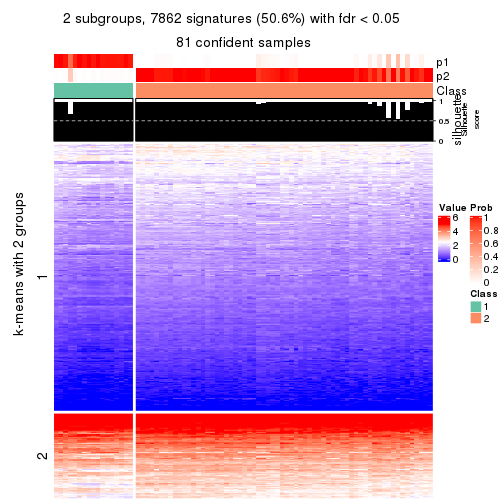 2 subgroups, 7862 signatures (50.6%) with fdr < 0.05
81 confident samples
p1
p2
Class
1
0.5
0
silhouette
Silhouette
score
k-means with 2 groups
1
2
Value
6
4
2
0
Prob
1
0.8
0.6
0.4
0.2
0
Class
1
2